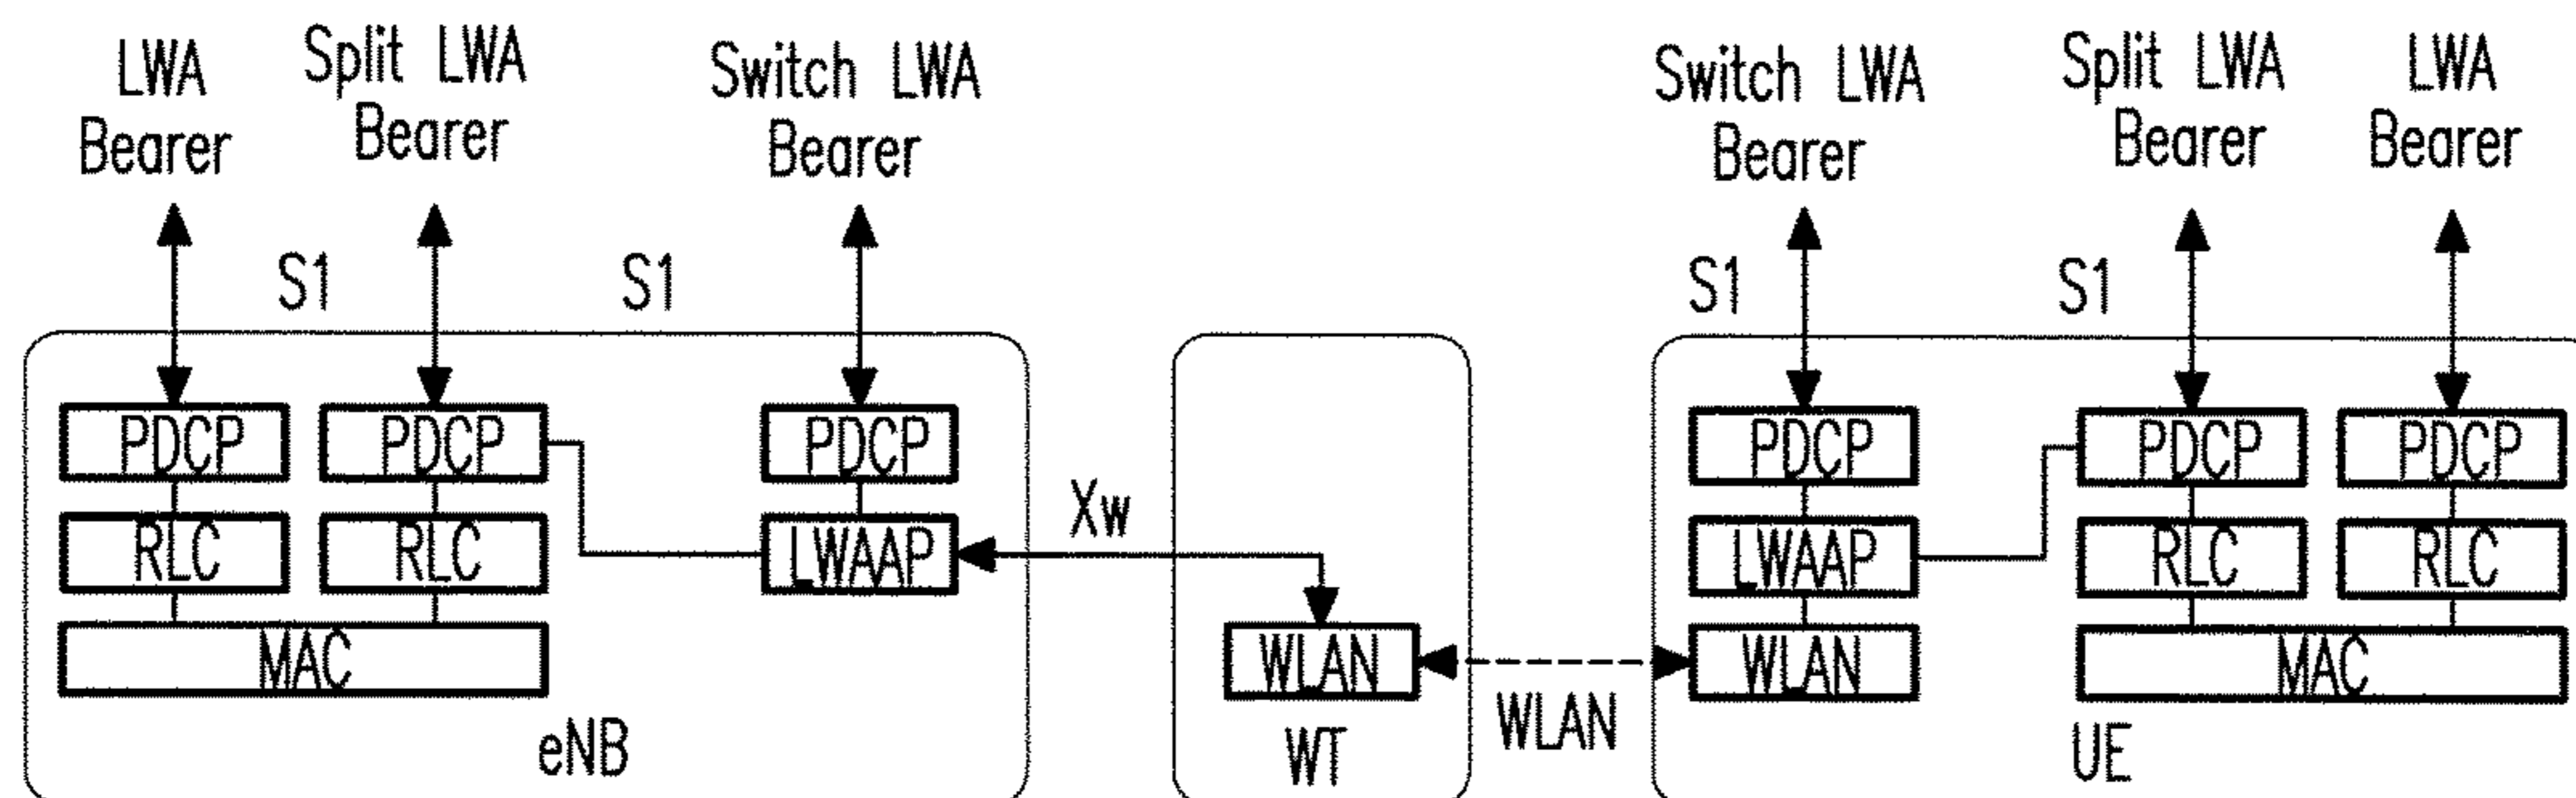 LWA
Bearer
Split LWA
Bearer
Switch LWA
Bearer
Switch LWA
Bearer
Split LWA
Bearer
LWA
Bearer
S1
S1
S1
S1
PDCP
PDCP
PDCP
PDCP
PDCP
PDCP
Xw
RLC
RLC
LWAAP
LWAAP
RLC
RLC
MAC
WLAN
WLAN
MAC
eNB
WT
WLAN
UE